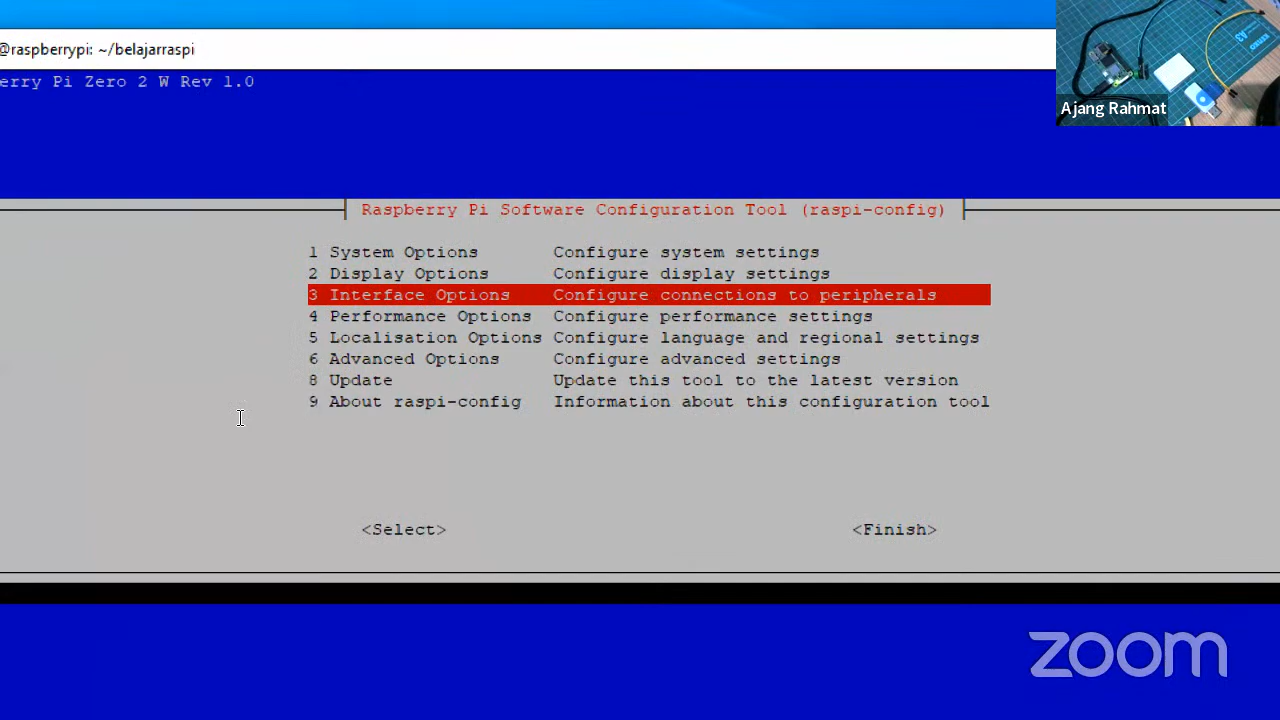 @raspberrypi: ~/belajarraspi
erry Pi Zero 2 W Rev 1.0
Ajang Rahmat
Raspberry Pi Software Configuration Tool (raspi-config)
1 System Options Configure system settings
2 Display Options Configure display settings
3 Interface Options Configure connections to peripherals
4 Performance Options Configure performance settings
5 Localisation Options Configure language and regional settings
6 Advanced Options Configure advanced settings
8 Update Update this tool to the latest version
9 About raspi-config Information about this configuration tool
<Select> <Finish>
zoom